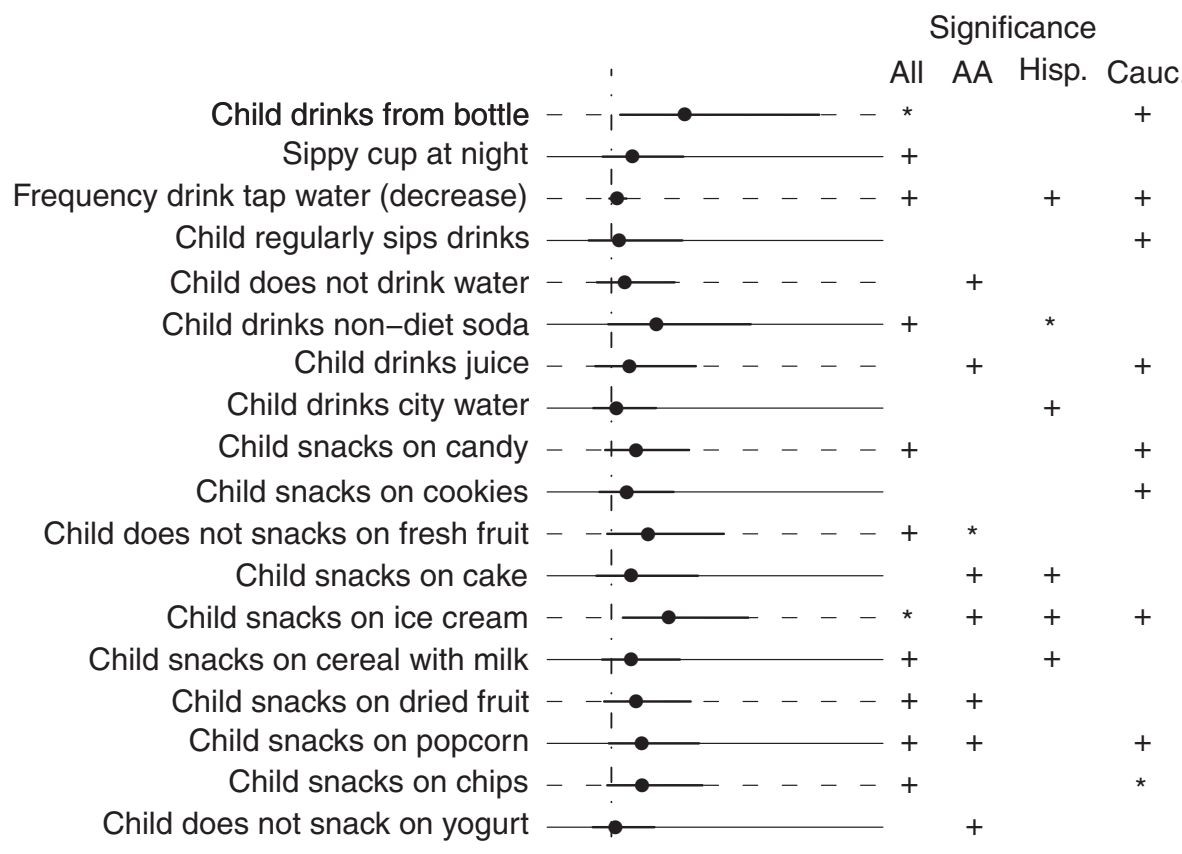 Significance
All AA Hisp. Cauc.
Child drinks from bottle * +
Sippy cup at night +
Frequency drink tap water (decrease) + + +
Child regularly sips drinks +
Child does not drink water +
Child drinks non−diet soda + *
Child drinks juice + +
Child drinks city water +
Child snacks on candy + +
Child snacks on cookies +
Child does not snacks on fresh fruit + *
Child snacks on cake + +
Child snacks on ice cream * + + +
Child snacks on cereal with milk + +
Child snacks on dried fruit + +
Child snacks on popcorn + + +
Child snacks on chips + *
Child does not snack on yogurt +